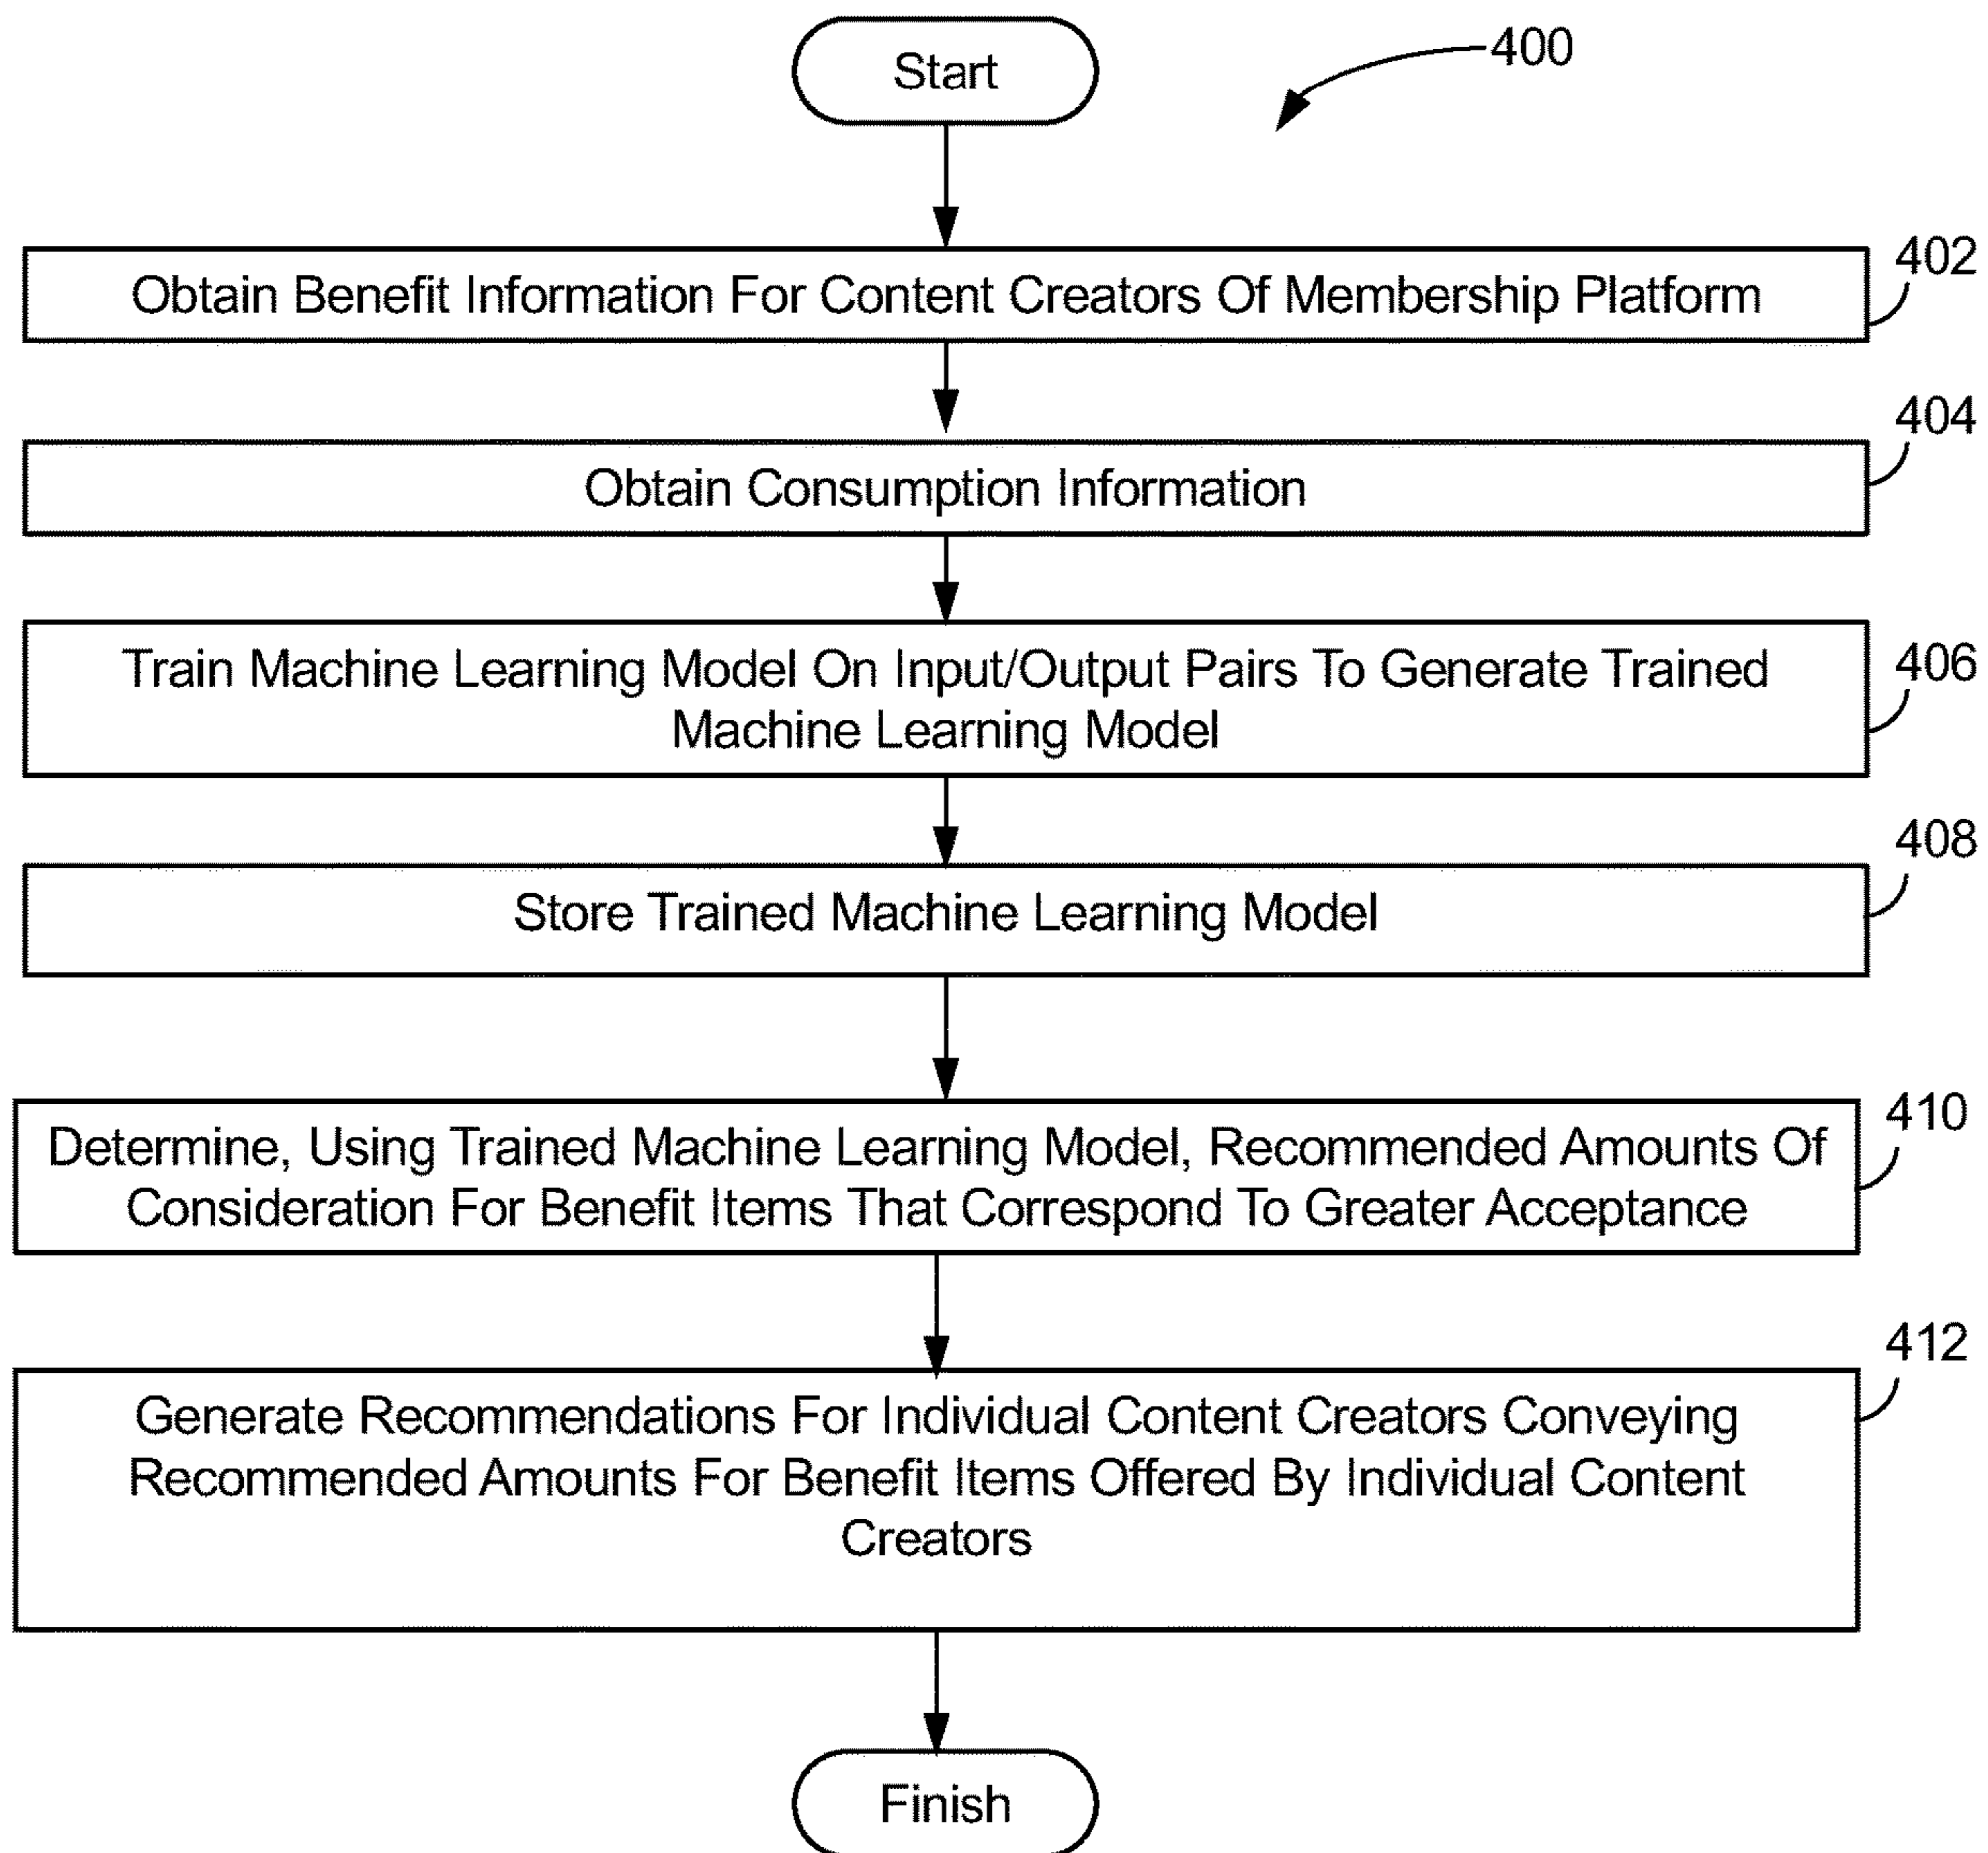 Start
400
402
Obtain Benefit Information For Content Creators Of Membership Platform
404
Obtain Consumption Information
406
Train Machine Learning Model On Input/Output Pairs To Generate Trained
Machine Learning Model
408
Store Trained Machine Learning Model
410
Determine, Using Trained Machine Learning Model, Recommended Amounts Of
Consideration For Benefit Items That Correspond To Greater Acceptance
412
Generate Recommendations For Individual Content Creators Conveying
Recommended Amounts For Benefit Items Offered By Individual Content
Creators
Finish